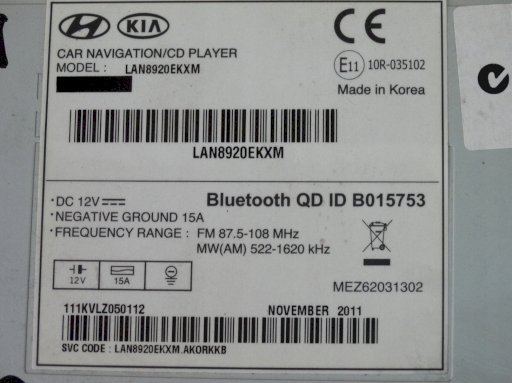 KIA
CAR NAVIGATION/CD PLAYER
MODEL : LAN8920EKXM
CE
E11 10R-035102
Made in Korea
LAN8920EKXM
·DC 12V
·NEGATIVE GROUND 15A
·FREQUENCY RANGE : FM 87.5-108 MHz
MW(AM) 522-1620 kHz
Bluetooth QD ID B015753
12V
15A
MEZ62031302
111KVLZ050112
NOVEMBER 2011
SVC CODE : LAN8920EKXM.AKORKKB